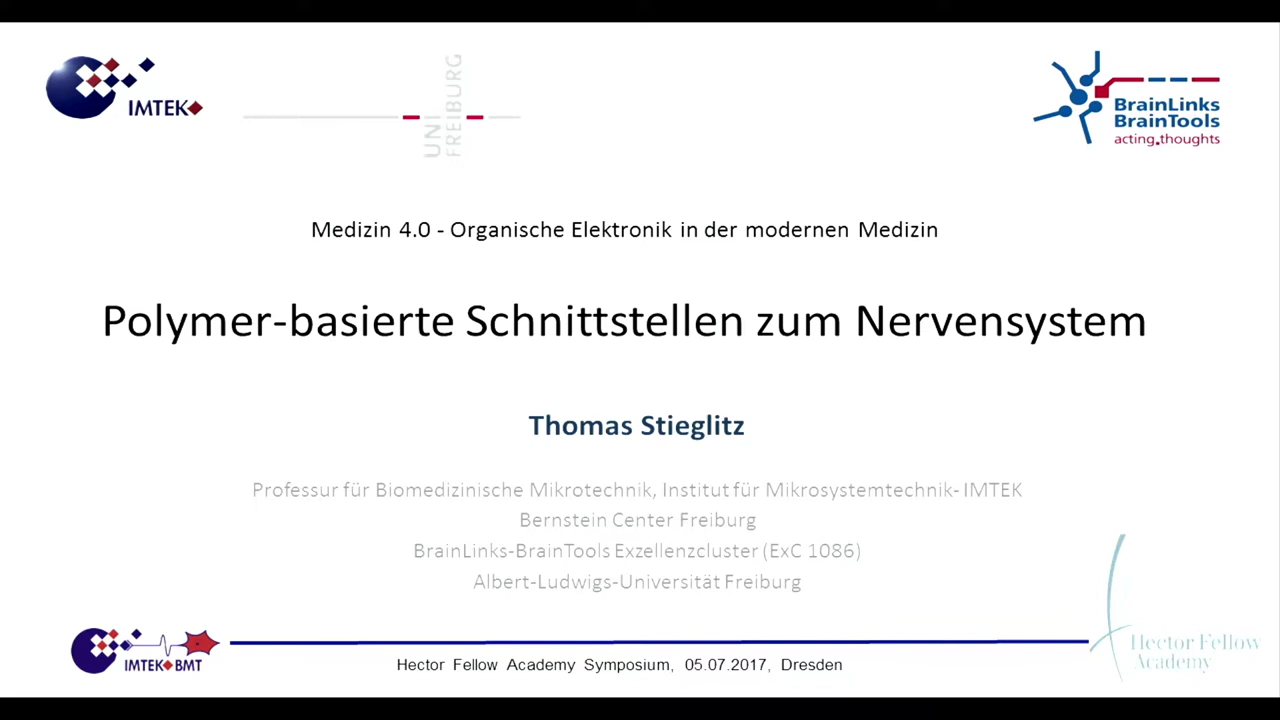 IMTEK
UNI
FREIBURG
BrainLinks
BrainTools
acting.thoughts
Medizin 4.0 - Organische Elektronik in der modernen Medizin
Polymer-basierte Schnittstellen zum Nervensystem
Thomas Stieglitz
Professur für Biomedizinische Mikrotechnik, Institut für Mikrosystemtechnik- IMTEK
Bernstein Center Freiburg
BrainLinks-BrainTools Exzellenzcluster (ExC 1086)
Albert-Ludwigs-Universität Freiburg
IMTEK BMT
Hector Fellow Academy Symposium, 05.07.2017, Dresden
Hector Fellow
Academy